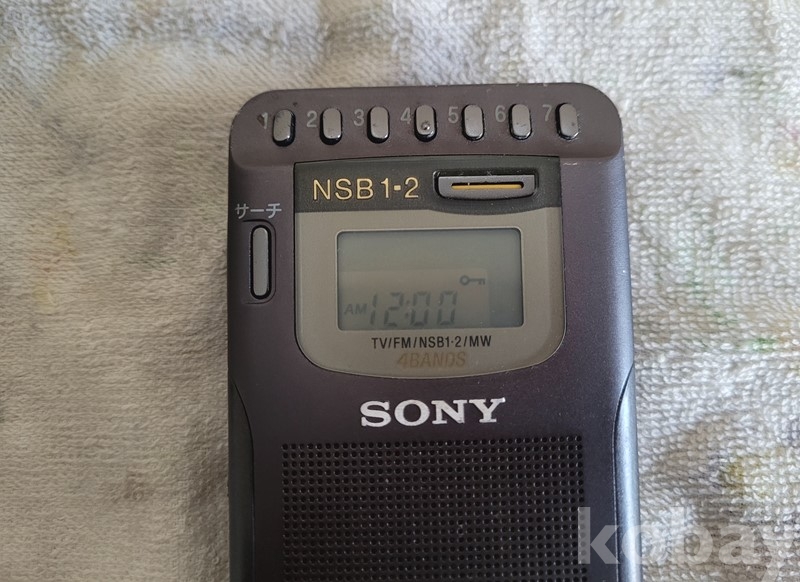 1 2 3 4 5 6 7
NSB 1-2
サーチ
AM 12:00
TV/FM/NSB1·2/MW
4BANDS
SONY
kobay